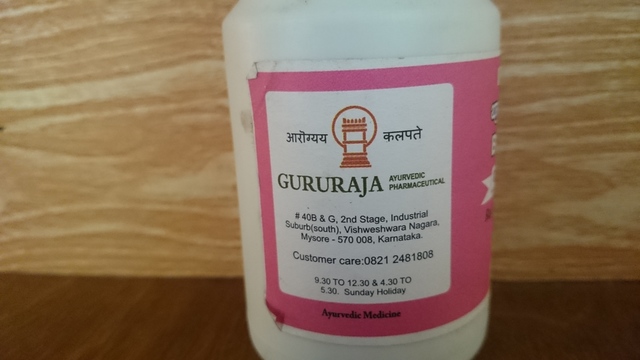 आरोग्यय कलपते
GURURAJA AYURVEDIC PHARMACEUTICAL
# 40B & G, 2nd Stage, Industrial
Suburb(south), Vishweshwara Nagara,
Mysore - 570 008, Karnataka.
Customer care:0821 2481808
9.30 TO 12.30 & 4.30 TO
5.30. Sunday Holiday
Ayurvedic Medicine